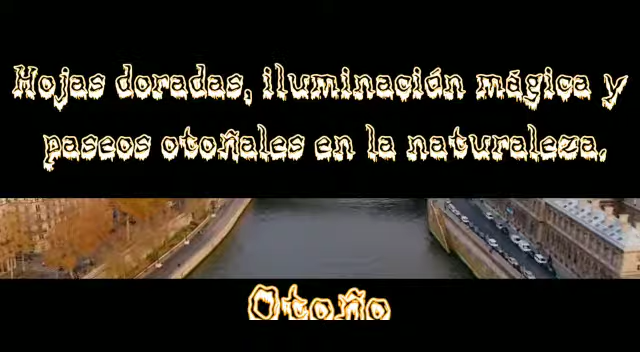 Hojas doradas, iluminación mágica y
paseos otoñales en la naturaleza.
Otoño